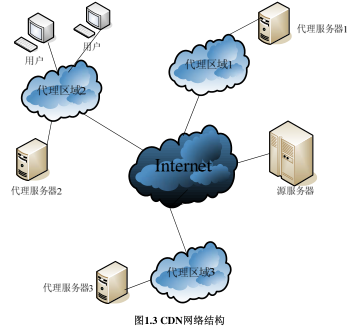 代理服务器1
用户
用户
代理区域1
代理区域2
Internet
代理服务器2
源服务器
代理区域3
代理服务器3
图1.3 CDN网络结构